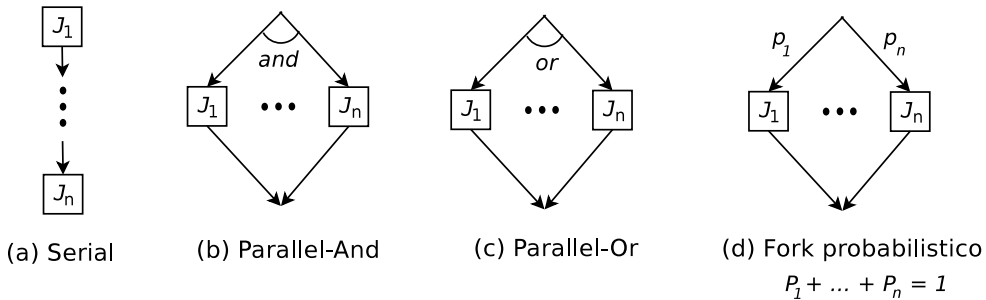 J1
Jn
(a) Serial
and
J1
Jn
(b) Parallel-And
or
J1
Jn
(c) Parallel-Or
p1
pn
J1
Jn
(d) Fork probabilistico
P1 + ... + Pn = 1